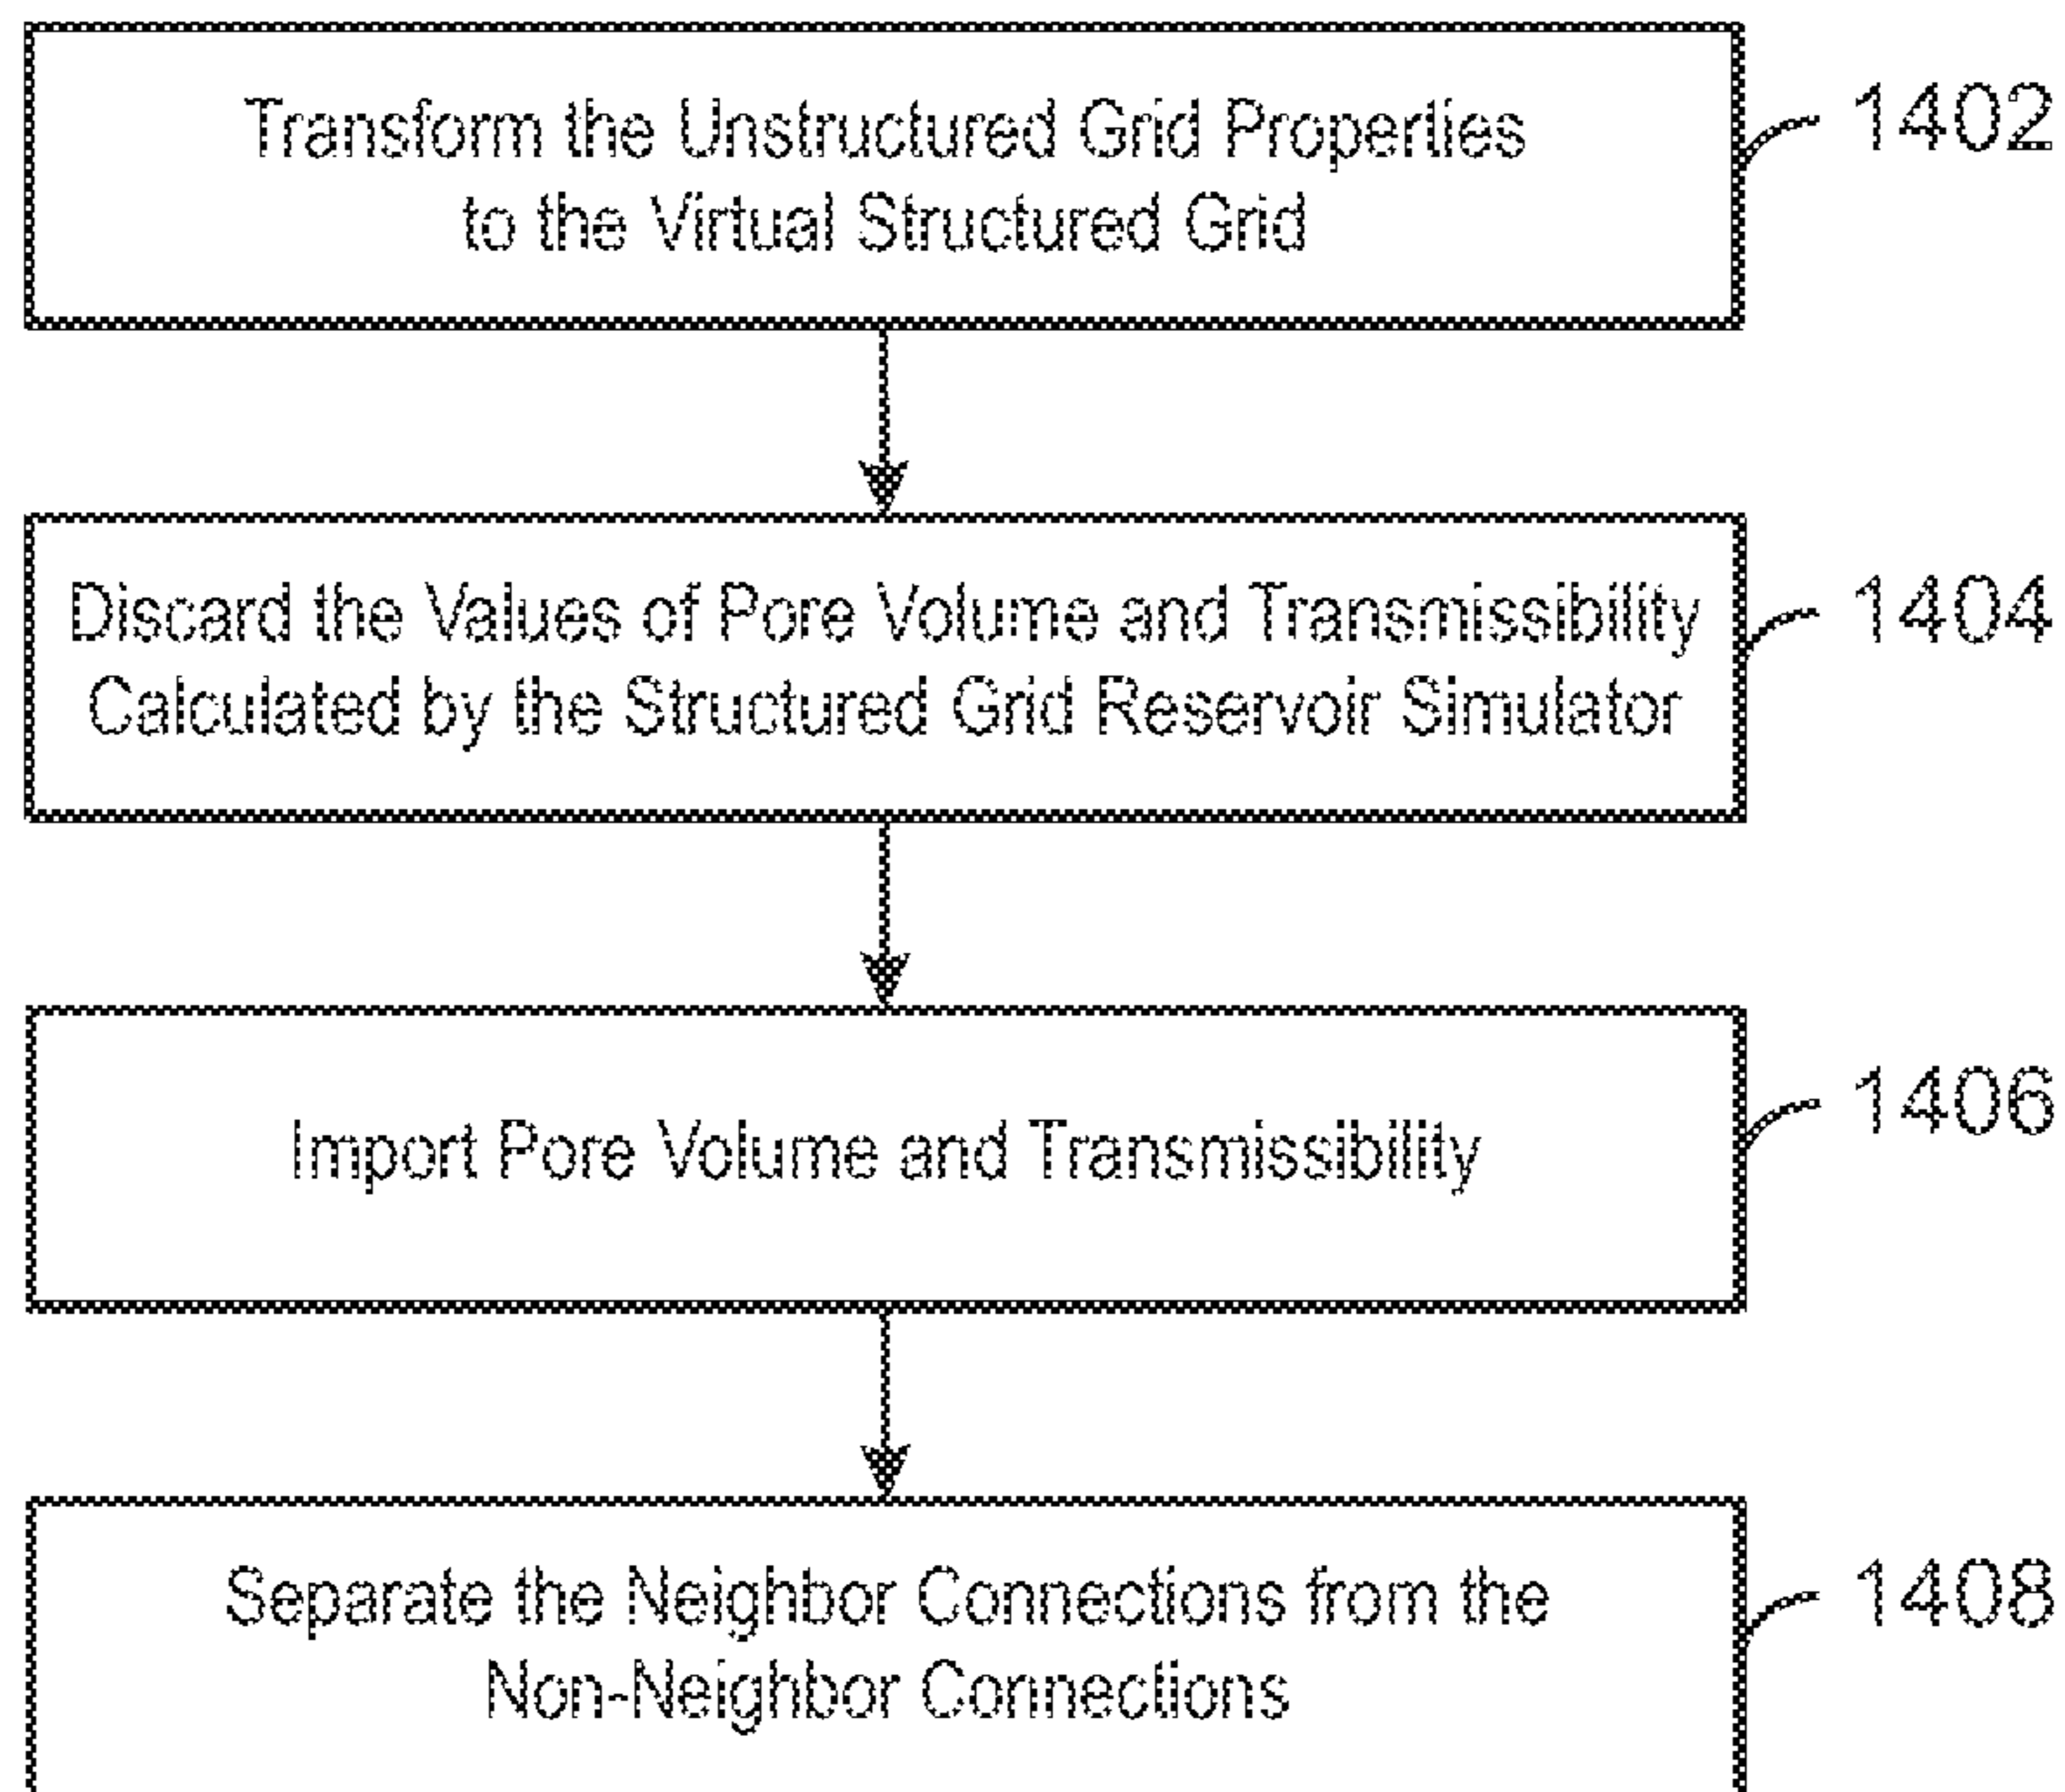 Transform the Unstructured Grid Properties
to the Virtual Structured Grid
1402
Discard the Values of Pore Volume and Transmissibility
Calculated by the Structured Grid Reservoir Simulator
1404
Import Pore Volume and Transmissibility
1406
Separate the Neighbor Connections from the
Non-Neighbor Connections
1408